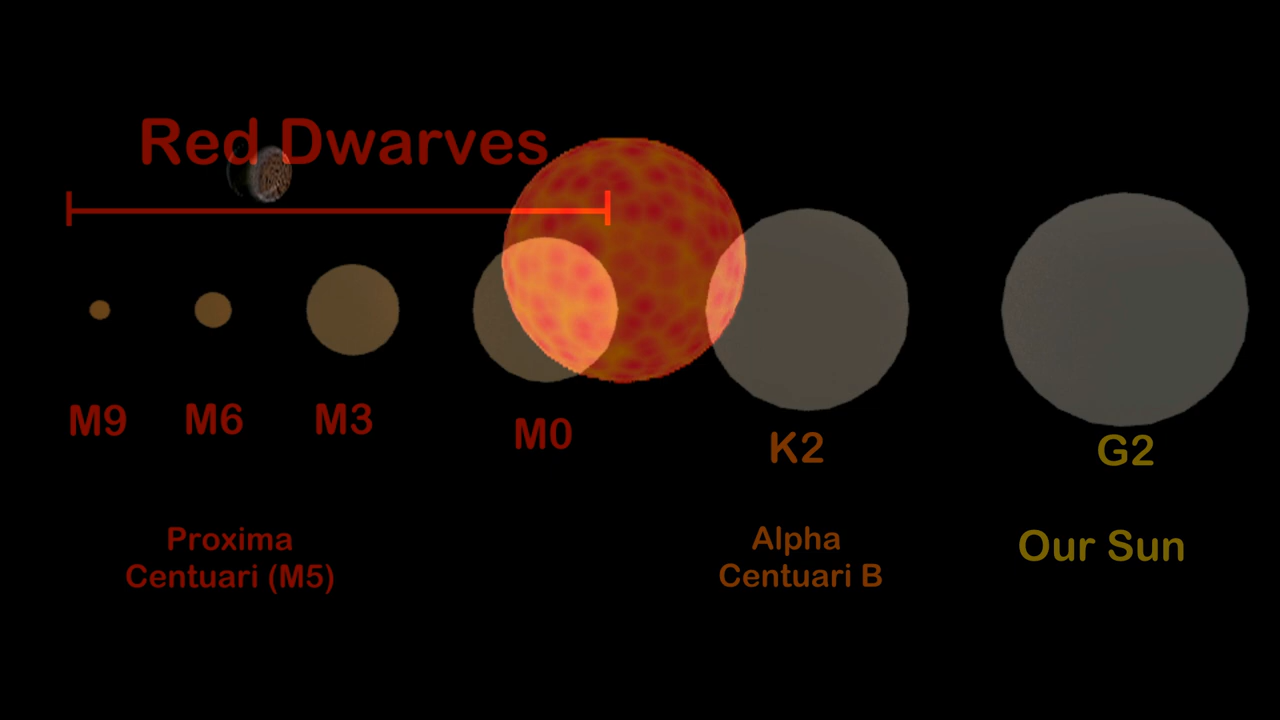 Red Dwarves
M9
M6
M3
M0
K2
G2
Proxima
Centuari (M5)
Alpha
Centuari B
Our Sun